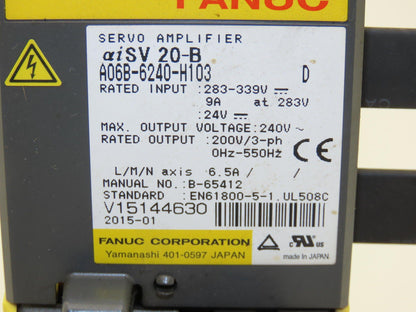 FANUC
SERVO AMPLIFIER
αiSV 20-B
A06B-6240-H103 D
RATED INPUT :283-339V ⎓
9A at 283V
:24V ⎓
MAX. OUTPUT VOLTAGE:240V ~
RATED OUTPUT :200V/3-ph
0Hz-550Hz CE
L/M/N axis 6.5A / /
MANUAL NO.:B-65412
STANDARD :EN61800-5-1,UL508C
V15144630
2015-01
FANUC CORPORATION
Yamanashi 401-0597 JAPAN
c UL us made in JAPAN